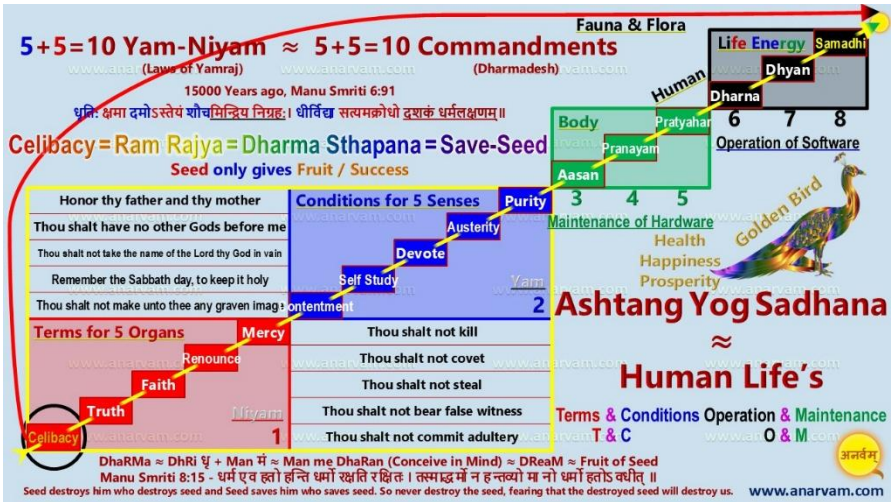 Fauna & Flora
5+5=10 Yam-Niyam ≈ 5+5=10 Commandments
(Laws of Yamraj)
(Dharmadesh)
www.anarvam.com
15000 Years ago, Manu Smriti 6:91
धृतिः क्षमा दमोऽस्तेयं शौचमिन्द्रिय निग्रहः। धीर्विद्या सत्यमक्रोधो दशकं धर्मलक्षणम्॥
Celibacy=Ram Rajya=Dharma Sthapana=Save-Seed
Seed only gives Fruit / Success
Life Energy
Samadhi
Dhyan
Dharna
6 7 8
Operation of Software
Human
Body
Pratyahar
Pranayam
Aasan
3 4 5
Maintenance of Hardware
Health
Happiness
Prosperity
Golden Bird
Honor thy father and thy mother
Thou shalt have no other Gods before me
Thou shalt not take the name of the Lord thy God in vain
Remember the Sabbath day, to keep it holy
Thou shalt not make unto thee any graven imag
Conditions for 5 Senses
Purity
Austerity
Devote
Self Study
ontentment
Yam
2
Terms for 5 Organs
Mercy
Renounce
Faith
Truth
Celibacy
Niyam
1
Thou shalt not kill
Thou shalt not covet
Thou shalt not steal
Thou shalt not bear false witness
Thou shalt not commit adultery
Ashtang Yog Sadhana
≈
Human Life's
Terms & Conditions Operation & Maintenance
T & C O & M
अनर्वम्
DhaRMa ≈ DhRi धृ + Man मं ≈ Man me DhaRan (Conceive in Mind) ≈ DReaM ≈ Fruit of Seed
Manu Smriti 8:15 - धर्म एव हतो हन्ति धर्मो रक्षति रक्षितः । तस्माद्धर्मो न हन्तव्यो मा नो धर्मो हतोऽवधीत् ॥
Seed destroys him who destroys seed and Seed saves him who saves seed. So never destroy the seed, fearing that the destroyed seed will destroy us.
www.anarvam.com